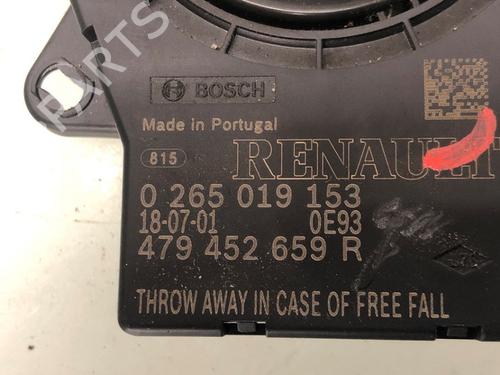 BOSCH
Made in Portugal
815
RENAULT
0 265 019 153
18-07-01 0E93
479 452 659 R
THROW AWAY IN CASE OF FREE FALL
PARTS